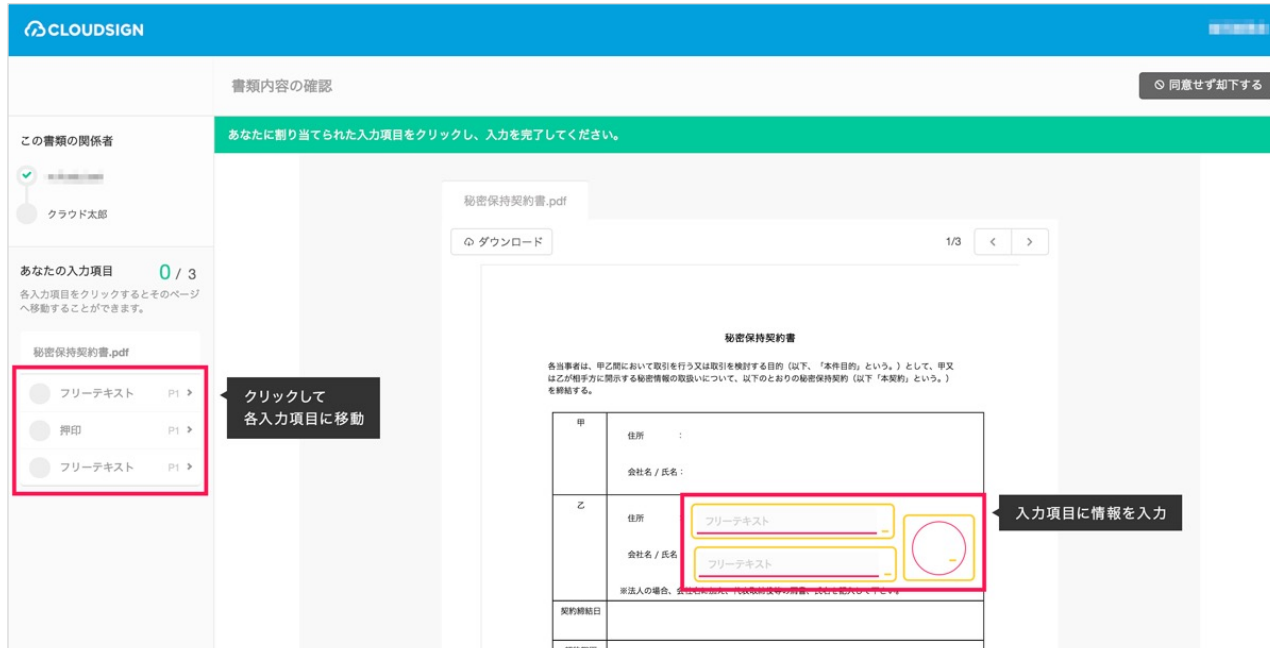 CLOUDSIGN
書類内容の確認
同意せず却下する
あなたに割り当てられた入力項目をクリックし、入力を完了してください。
この書類の関係者
クラウド太郎
あなたの入力項目 0 / 3
各入力項目をクリックするとそのページ
へ移動することができます。
秘密保持契約書.pdf
フリーテキスト P1
押印 P1
フリーテキスト P1
クリックして
各入力項目に移動
秘密保持契約書.pdf
ダウンロード 1/3
秘密保持契約書
各当事者は、甲乙間において取引を行う又は取引を検討する目的（以下、「本件目的」という。）として、甲又
は乙が相手方に開示する秘密情報の取扱いについて、以下のとおりの秘密保持契約（以下「本契約」という。）
を締結する。
甲
住所 :
会社名 / 氏名 :
乙
住所 フリーテキスト
会社名 / 氏名 フリーテキスト
入力項目に情報を入力
※法人の場合、
契約締結日